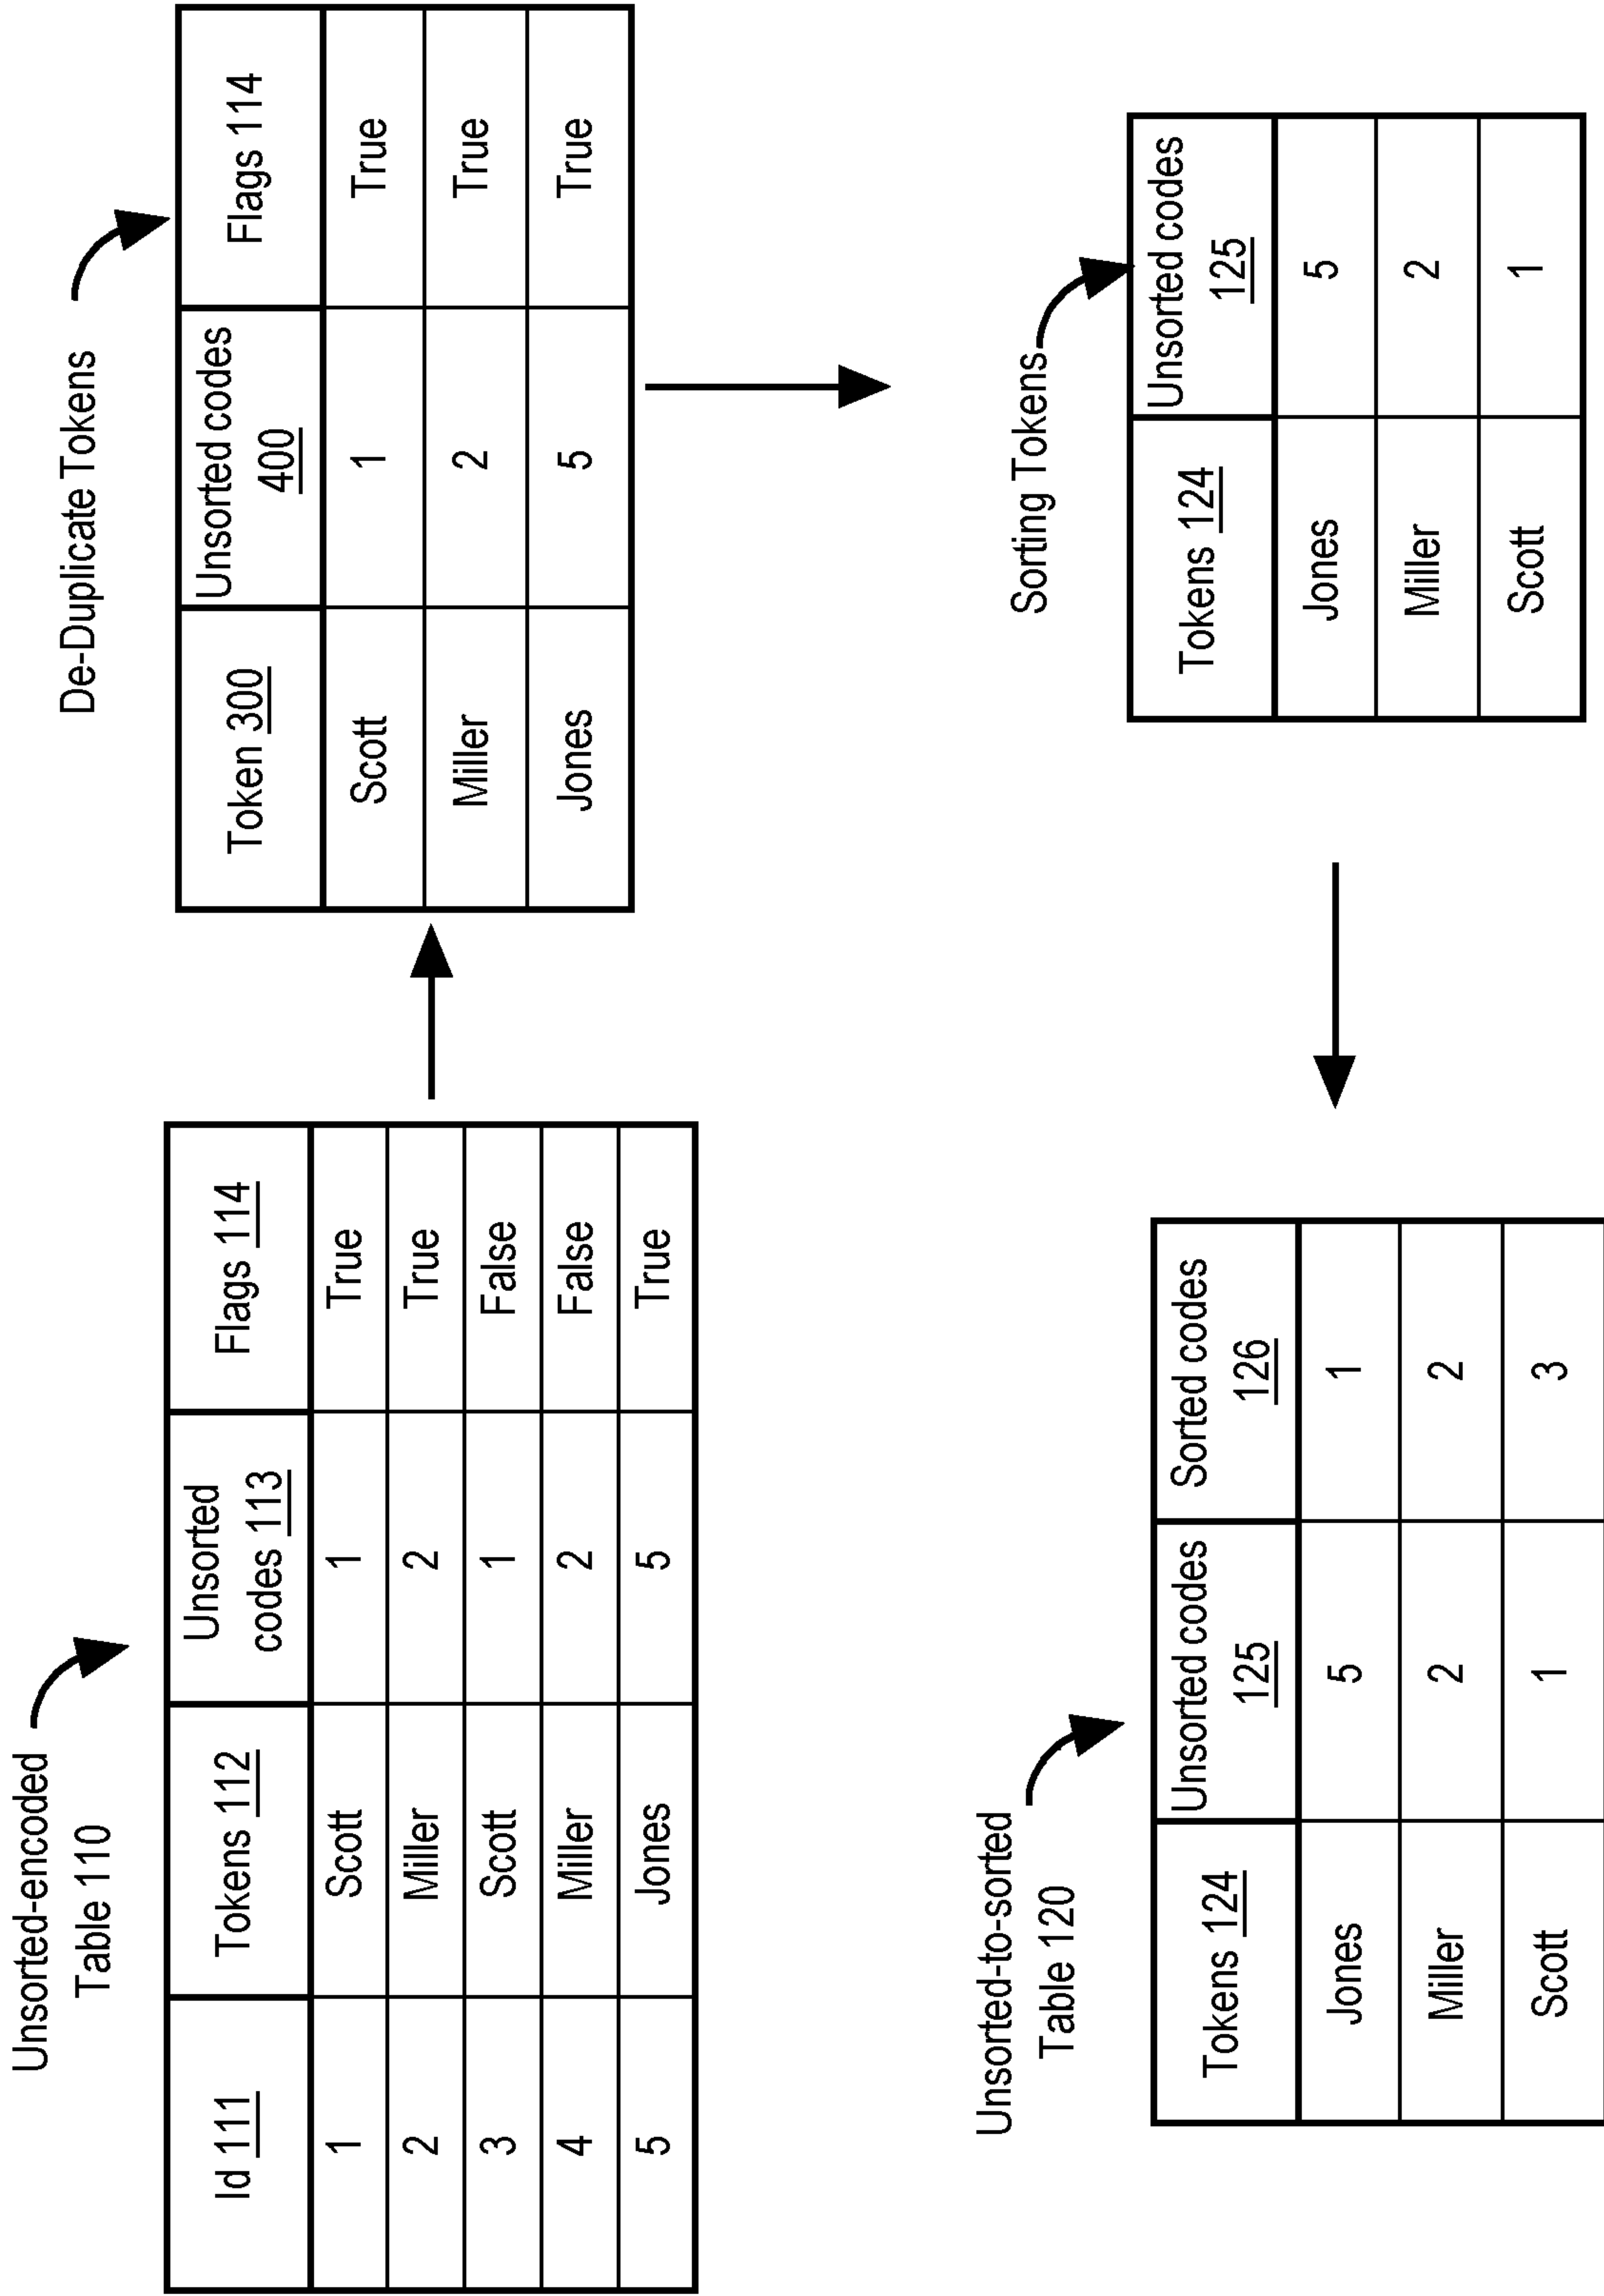 Unsorted-encoded
Table 110
Id 111
Tokens 112
Unsorted
codes 113
Flags 114
1
Scott
1
True
2
Miller
2
True
3
Scott
1
False
4
Miller
2
False
5
Jones
5
True
De-Duplicate Tokens
Token 300
Unsorted codes
400
Flags 114
Scott
1
True
Miller
2
True
Jones
5
True
Unsorted-to-sorted
Table 120
Tokens 124
Unsorted codes
125
Sorted codes
126
Jones
5
1
Miller
2
2
Scott
1
3
Sorting Tokens
Tokens 124
Unsorted codes
125
Jones
5
Miller
2
Scott
1